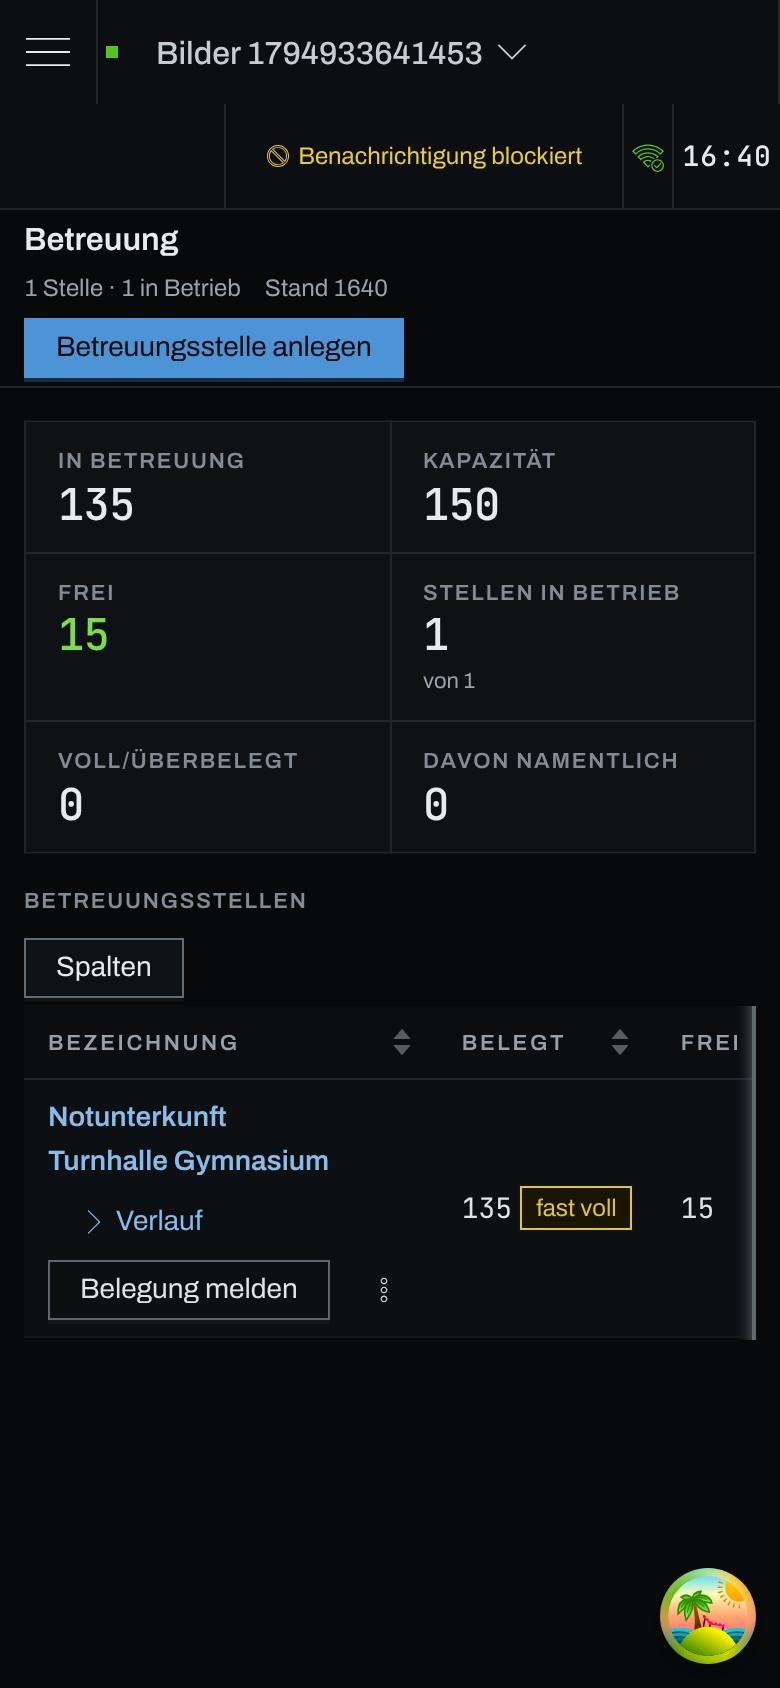 Bilder 1794933641453
Benachrichtigung blockiert
16:40
Betreuung
1 Stelle · 1 in Betrieb Stand 1640
Betreuungsstelle anlegen
IN BETREUUNG
135
KAPAZITÄT
150
FREI
15
STELLEN IN BETRIEB
1
von 1
VOLL/ÜBERBELEGT
0
DAVON NAMENTLICH
0
BETREUUNGSSTELLEN
Spalten
BEZEICHNUNG BELEGT FREI
Notunterkunft
Turnhalle Gymnasium
135 fast voll 15
Verlauf
Belegung melden